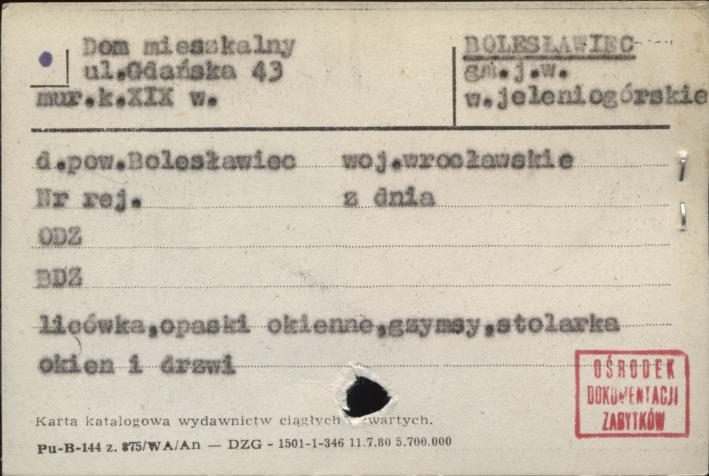 Dom mieszkalny
ul.Gdańska 43
mur.k.XIX w.
BOLESŁAWIEC
gm.j.w.
w.jeleniogórskie
d.pow.Bolesławiec woj.wrocławskie
Nr rej. z dnia
ODZ
BDZ
licówka,opaski okienne,gzymsy,stolarka
okien i drzwi
OŚRODEK
DOKUMENTACJI
ZABYTKÓW
Karta katalogowa wydawnictw ciągłych zwartych.
Pu-B-144 z. 875/WA/An — DZG - 1501-1-346 11.7.80 5.700.000